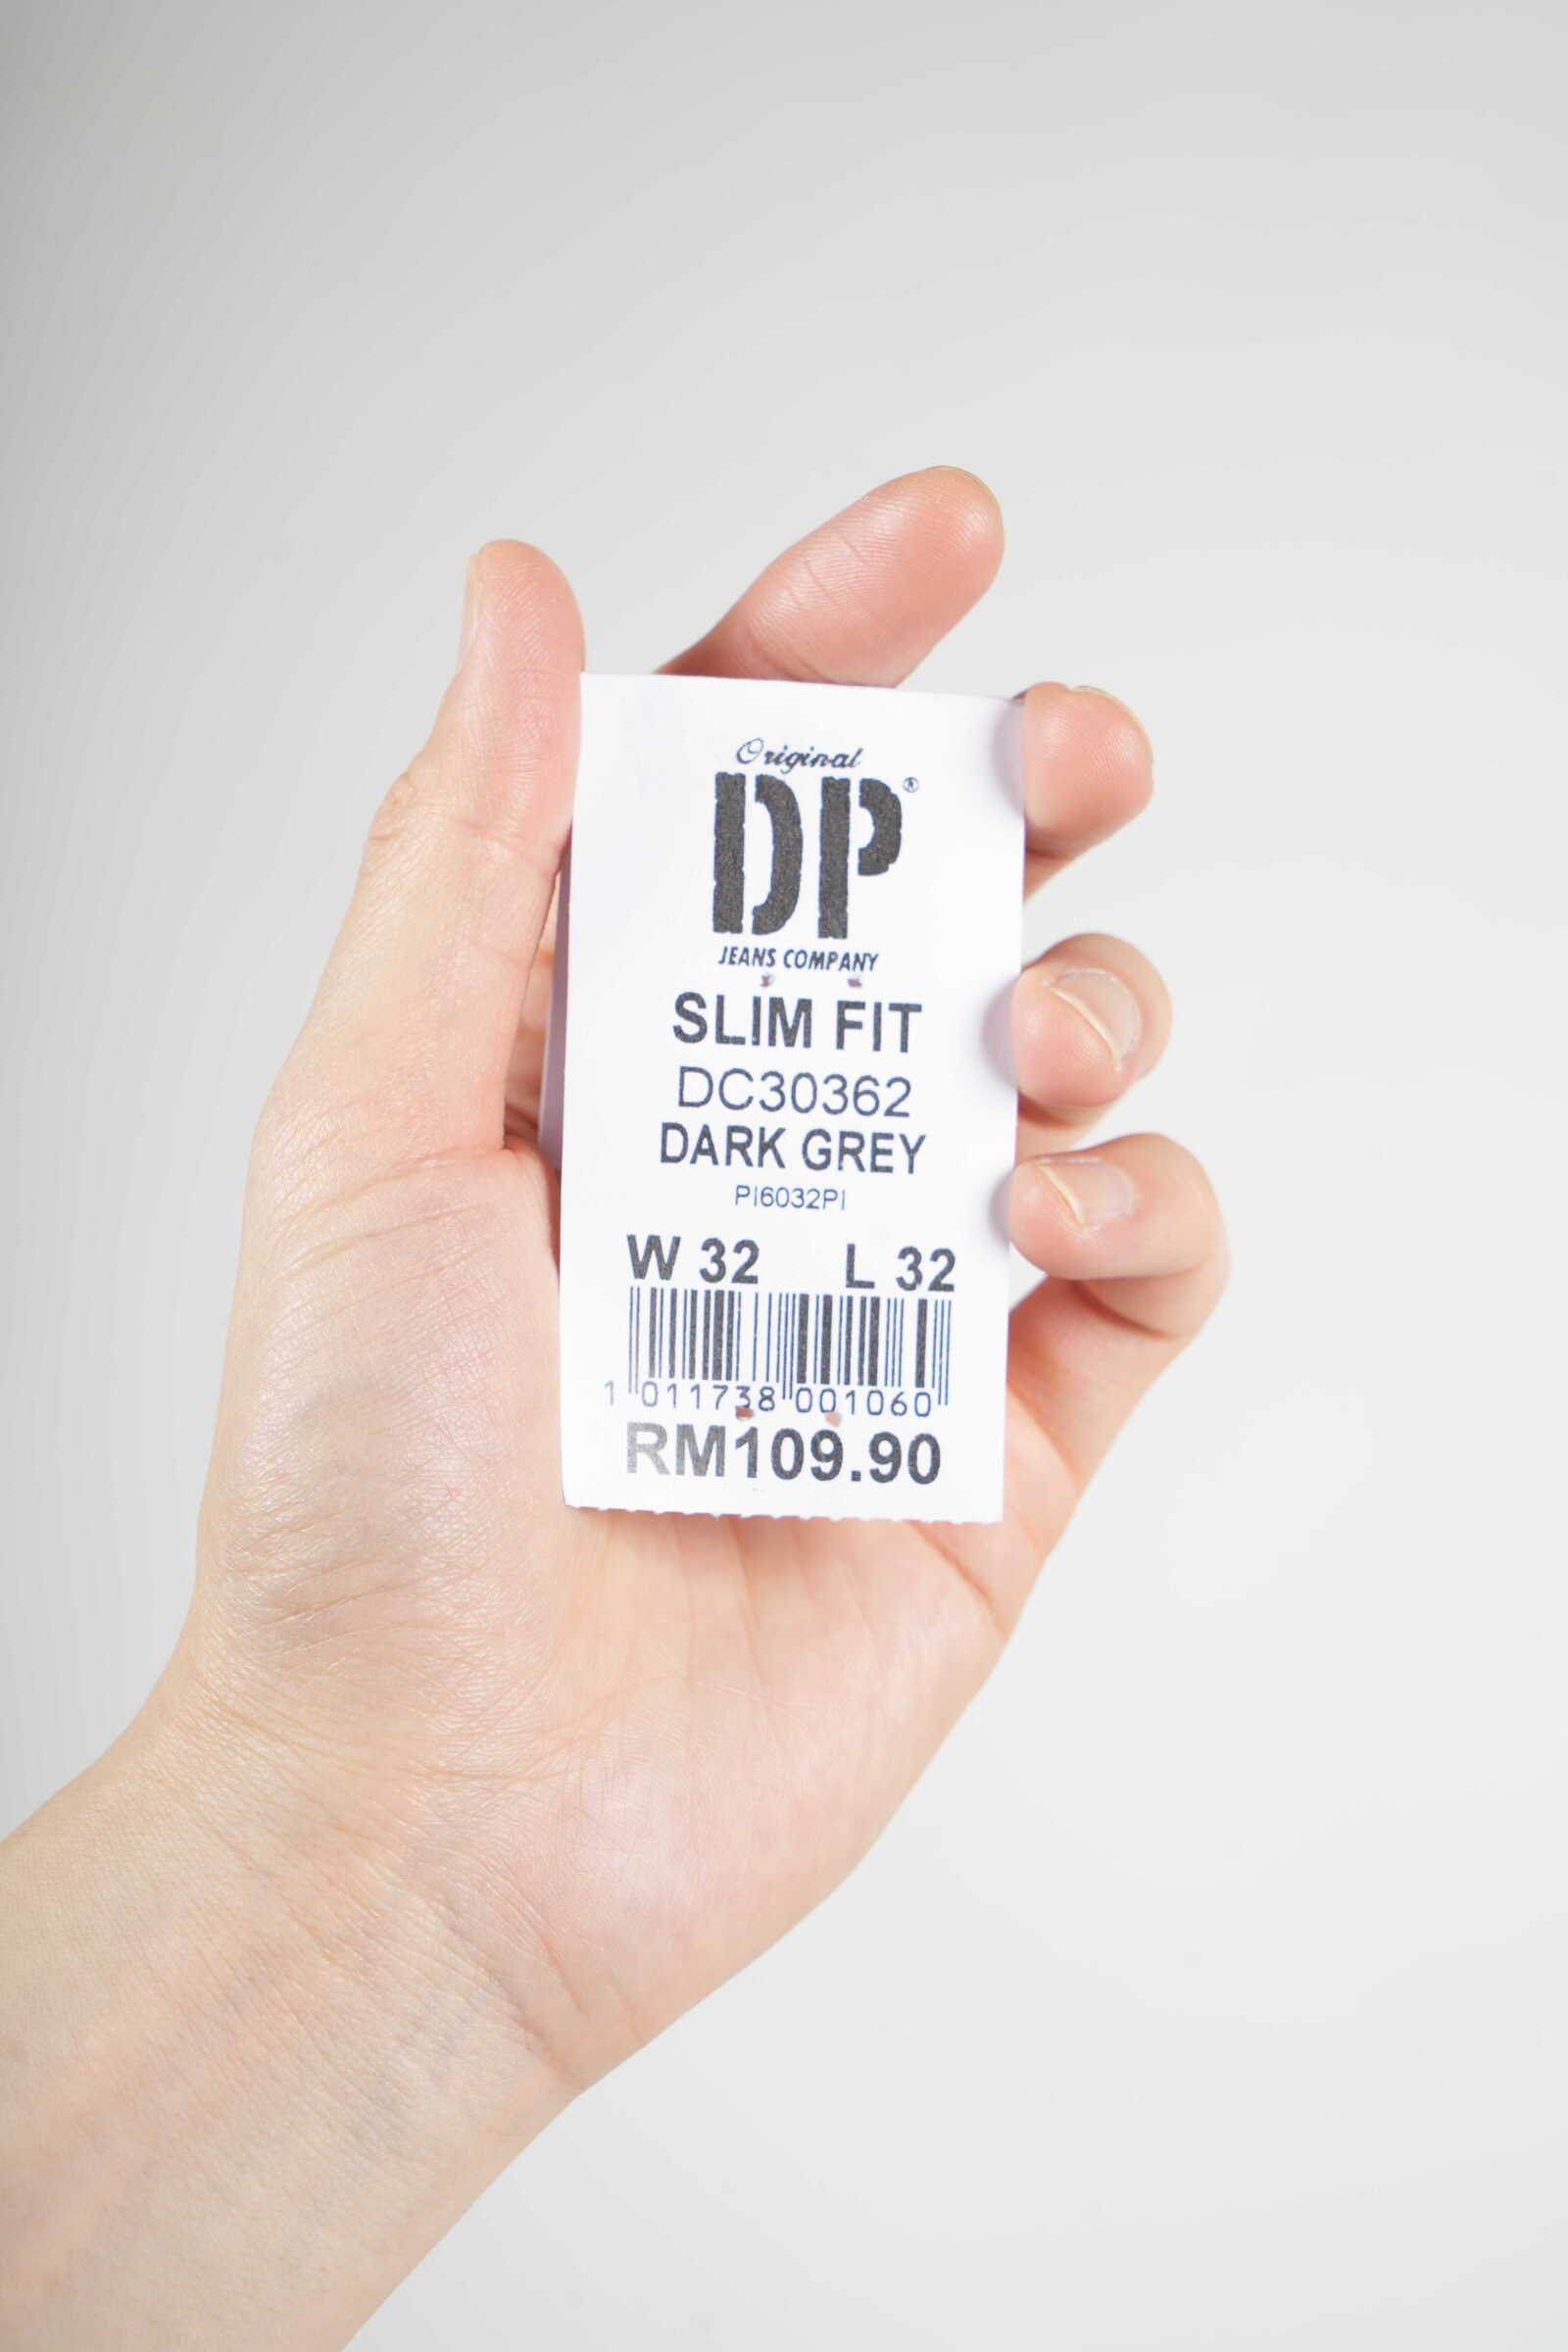 Original
DP®
JEANS COMPANY
SLIM FIT
DC30362
DARK GREY
PI6032PI
W 32 L 32
1 011738 001060
RM109.90